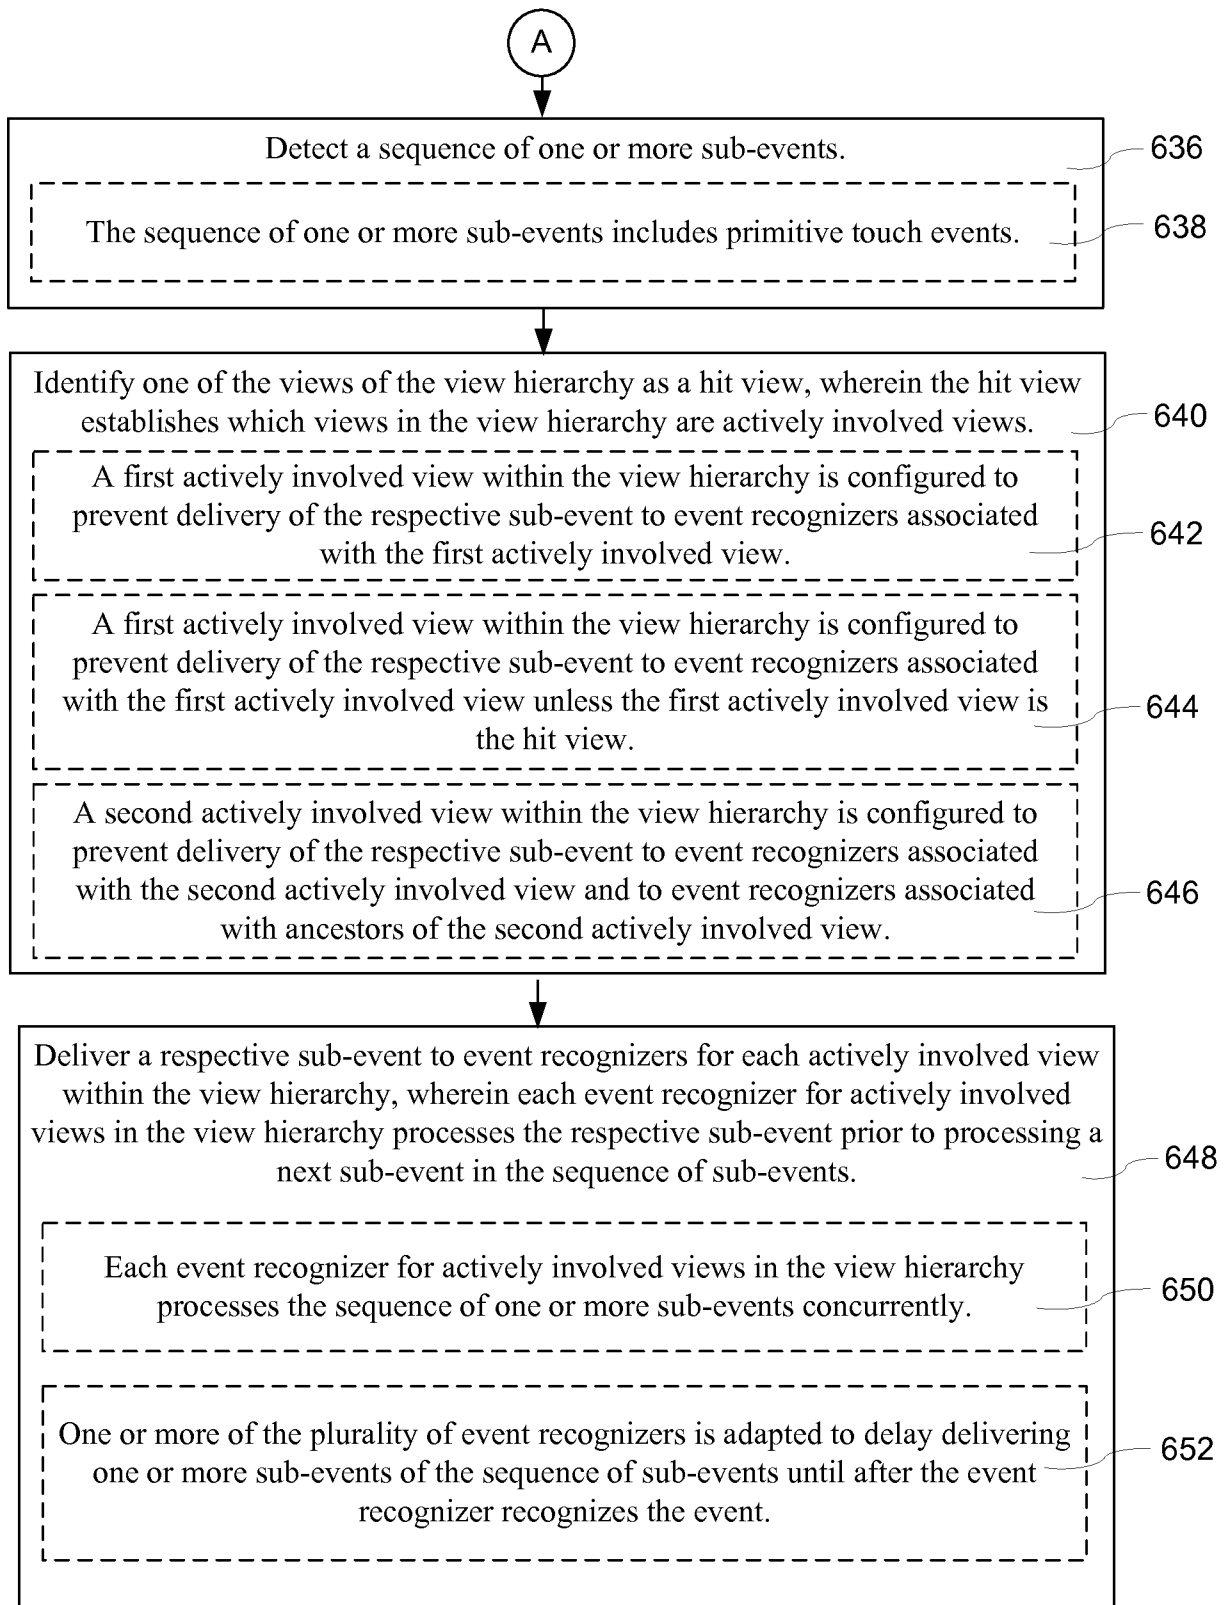 A
Detect a sequence of one or more sub-events.
636
The sequence of one or more sub-events includes primitive touch events.
638
Identify one of the views of the view hierarchy as a hit view, wherein the hit view
establishes which views in the view hierarchy are actively involved views.
640
A first actively involved view within the view hierarchy is configured to
prevent delivery of the respective sub-event to event recognizers associated
with the first actively involved view.
642
A first actively involved view within the view hierarchy is configured to
prevent delivery of the respective sub-event to event recognizers associated
with the first actively involved view unless the first actively involved view is
the hit view.
644
A second actively involved view within the view hierarchy is configured to
prevent delivery of the respective sub-event to event recognizers associated
with the second actively involved view and to event recognizers associated
with ancestors of the second actively involved view.
646
Deliver a respective sub-event to event recognizers for each actively involved view
within the view hierarchy, wherein each event recognizer for actively involved
views in the view hierarchy processes the respective sub-event prior to processing a
next sub-event in the sequence of sub-events.
648
Each event recognizer for actively involved views in the view hierarchy
processes the sequence of one or more sub-events concurrently.
650
One or more of the plurality of event recognizers is adapted to delay delivering
one or more sub-events of the sequence of sub-events until after the event
recognizer recognizes the event.
652